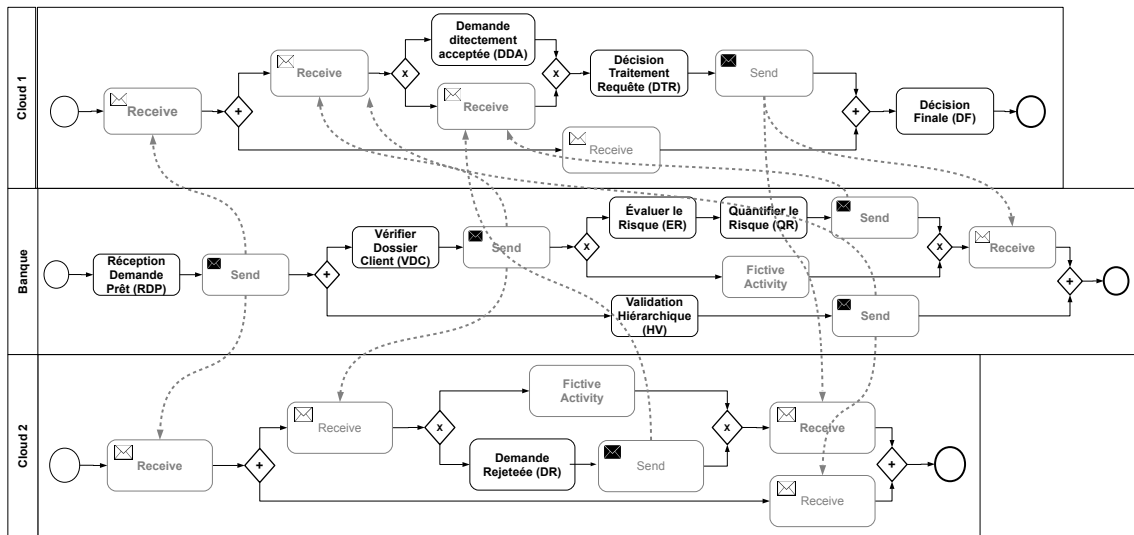 Cloud 1
Receive
+
Receive
x
Demande
ditectement
acceptée (DDA)
Receive
x
Décision
Traitement
Requête (DTR)
Send
Receive
+
Décision
Finale (DF)
Banque
Réception
Demande
Prêt (RDP)
Send
+
Vérifier
Dossier
Client (VDC)
Send
x
Évaluer le
Risque (ER)
Quantifier le
Risque (QR)
Send
Fictive
Activity
x
Receive
Validation
Hiérarchique
(HV)
Send
+
Cloud 2
Receive
+
Receive
x
Fictive
Activity
Demande
Rejeteée (DR)
Send
x
Receive
Receive
+